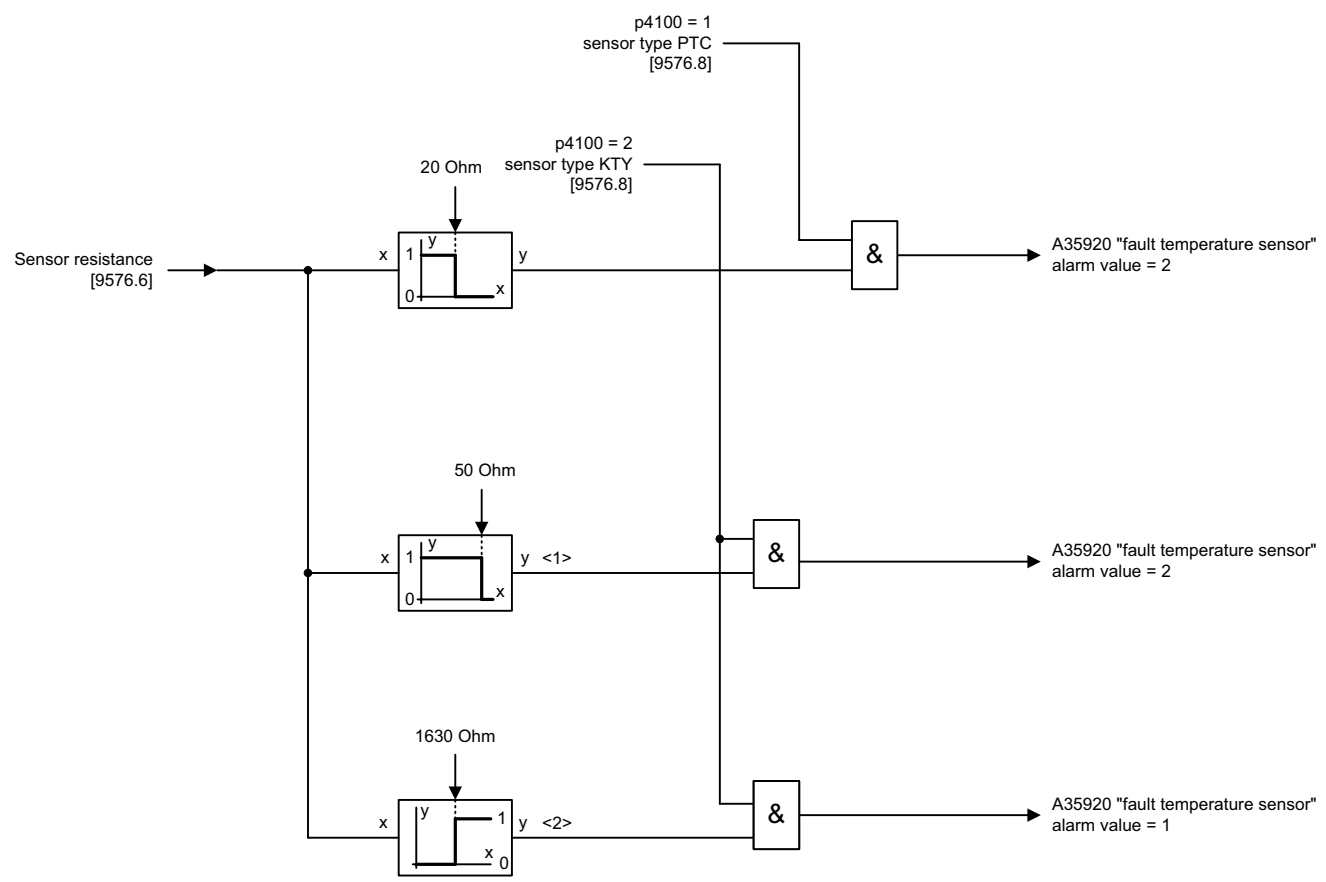 p4100 = 1
sensor type PTC
[9576.8]
p4100 = 2
sensor type KTY
[9576.8]
20 Ohm
Sensor resistance
[9576.6]
x
y
1
0
x
y
&
A35920 "fault temperature sensor"
alarm value = 2
50 Ohm
x
y
1
0
x
y <1>
&
A35920 "fault temperature sensor"
alarm value = 2
1630 Ohm
x
y
1
x
0
y <2>
&
A35920 "fault temperature sensor"
alarm value = 1